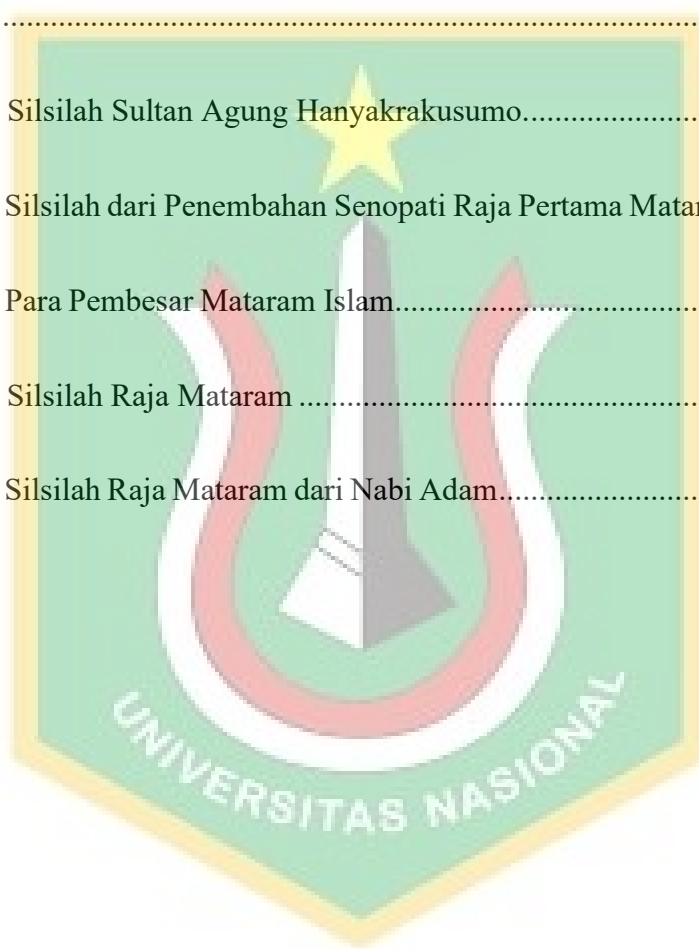 ..........................................................................................
Silsilah Sultan Agung Hanyakrakusumo......................
Silsilah dari Penembahan Senopati Raja Pertama Matar
Para Pembesar Mataram Islam......................................
Silsilah Raja Mataram ..................................................
Silsilah Raja Mataram dari Nabi Adam.........................
UNIVERSITAS NASIONAL